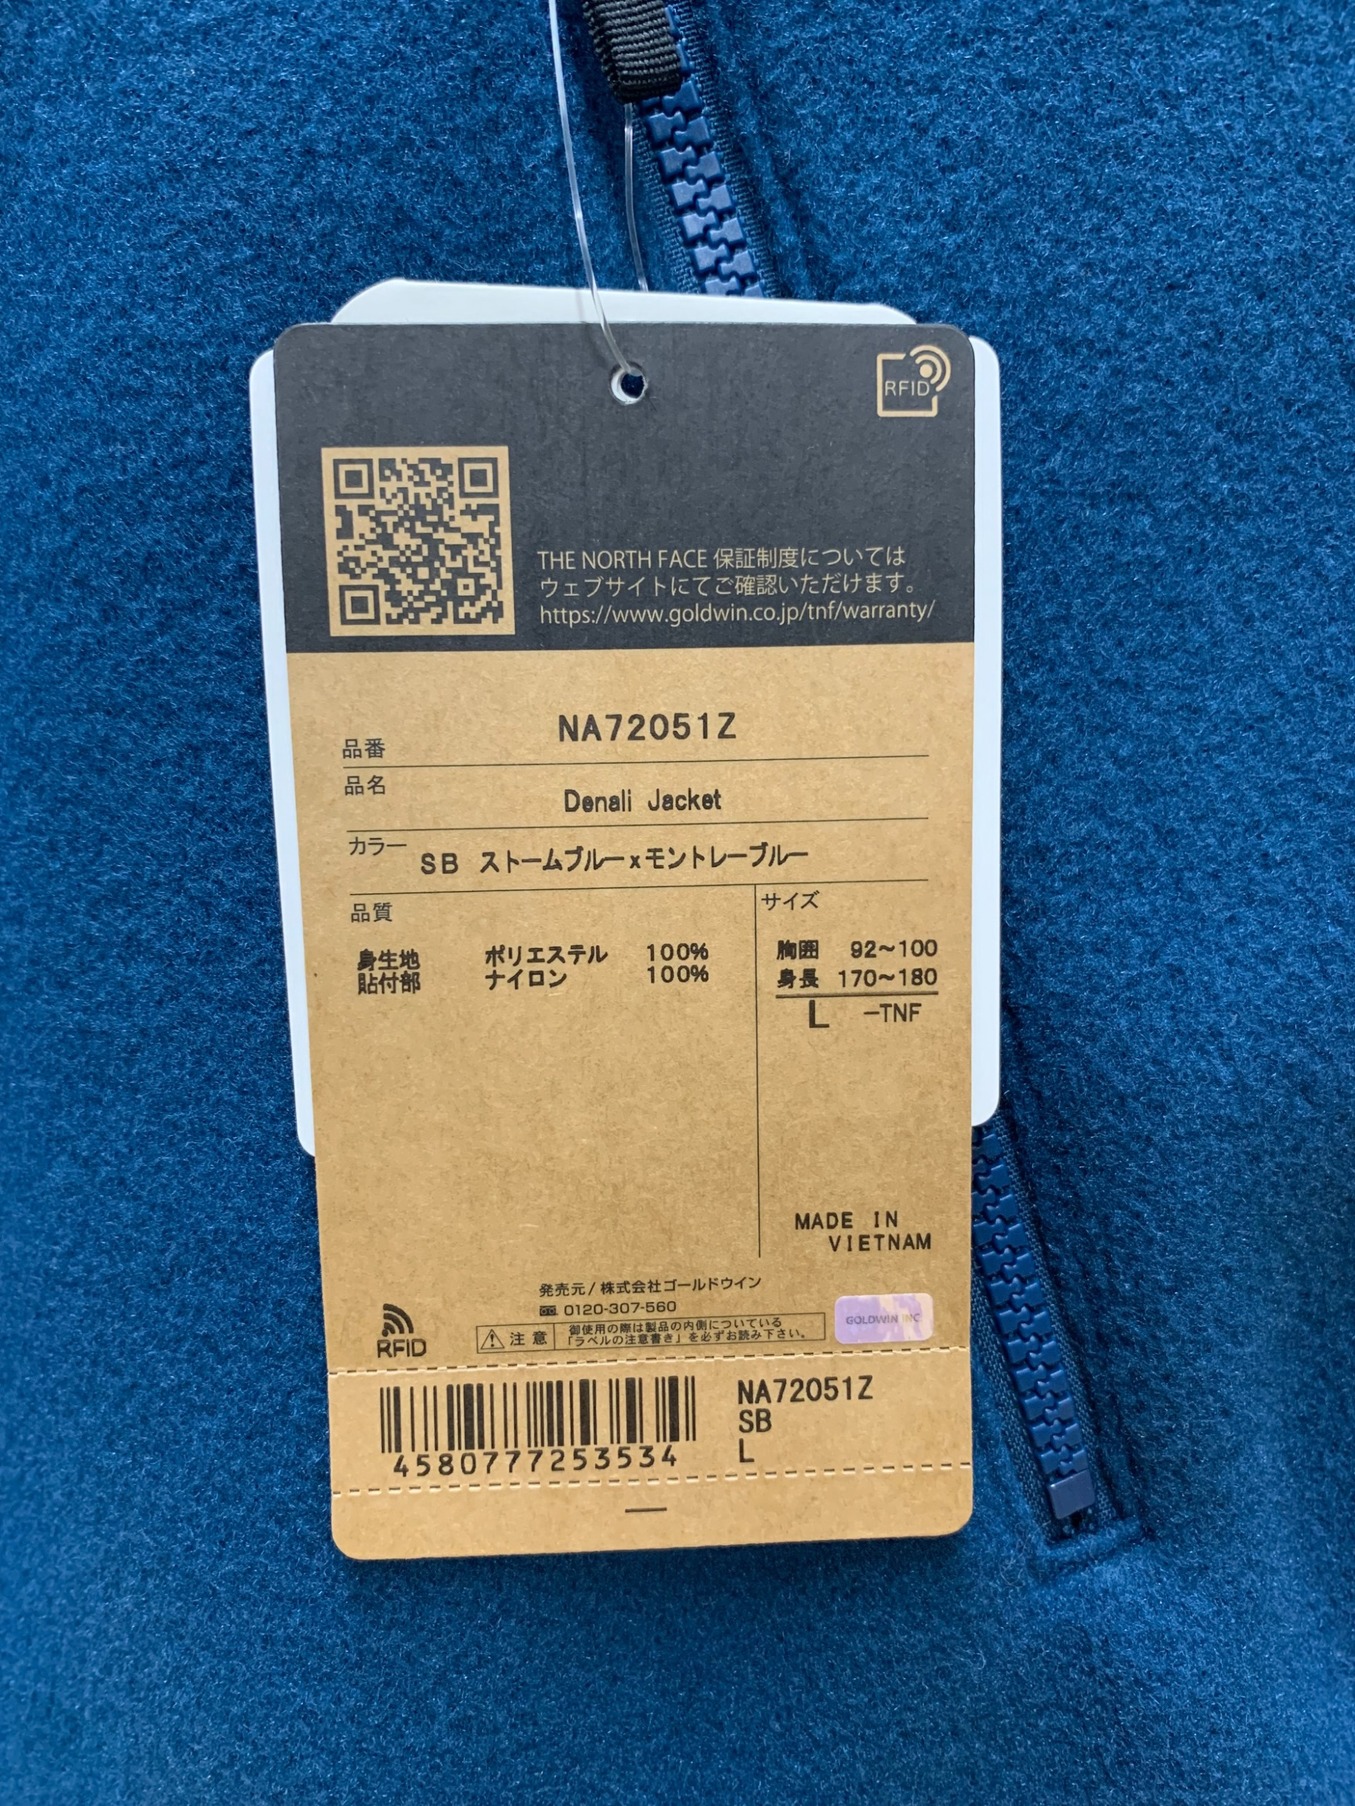 RFID
THE NORTH FACE 保証制度については
ウェブサイトにてご確認いただけます。
https://www.goldwin.co.jp/tnf/warranty/
品番 NA72051Z
品名 Denali Jacket
カラー SB ストームブルーxモントレーブルー
品質
身生地 ポリエステル 100%
貼付部 ナイロン 100%
サイズ
胸囲 92～100
身長 170～180
L -TNF
MADE IN
VIETNAM
発売元/株式会社ゴールドウイン
0120-307-560
RFID
注意
御使用の際は製品の内側についている
「ラベルの注意書き」を必ずお読み下さい。
GOLDWIN INC
4580777253534
NA72051Z
SB
L